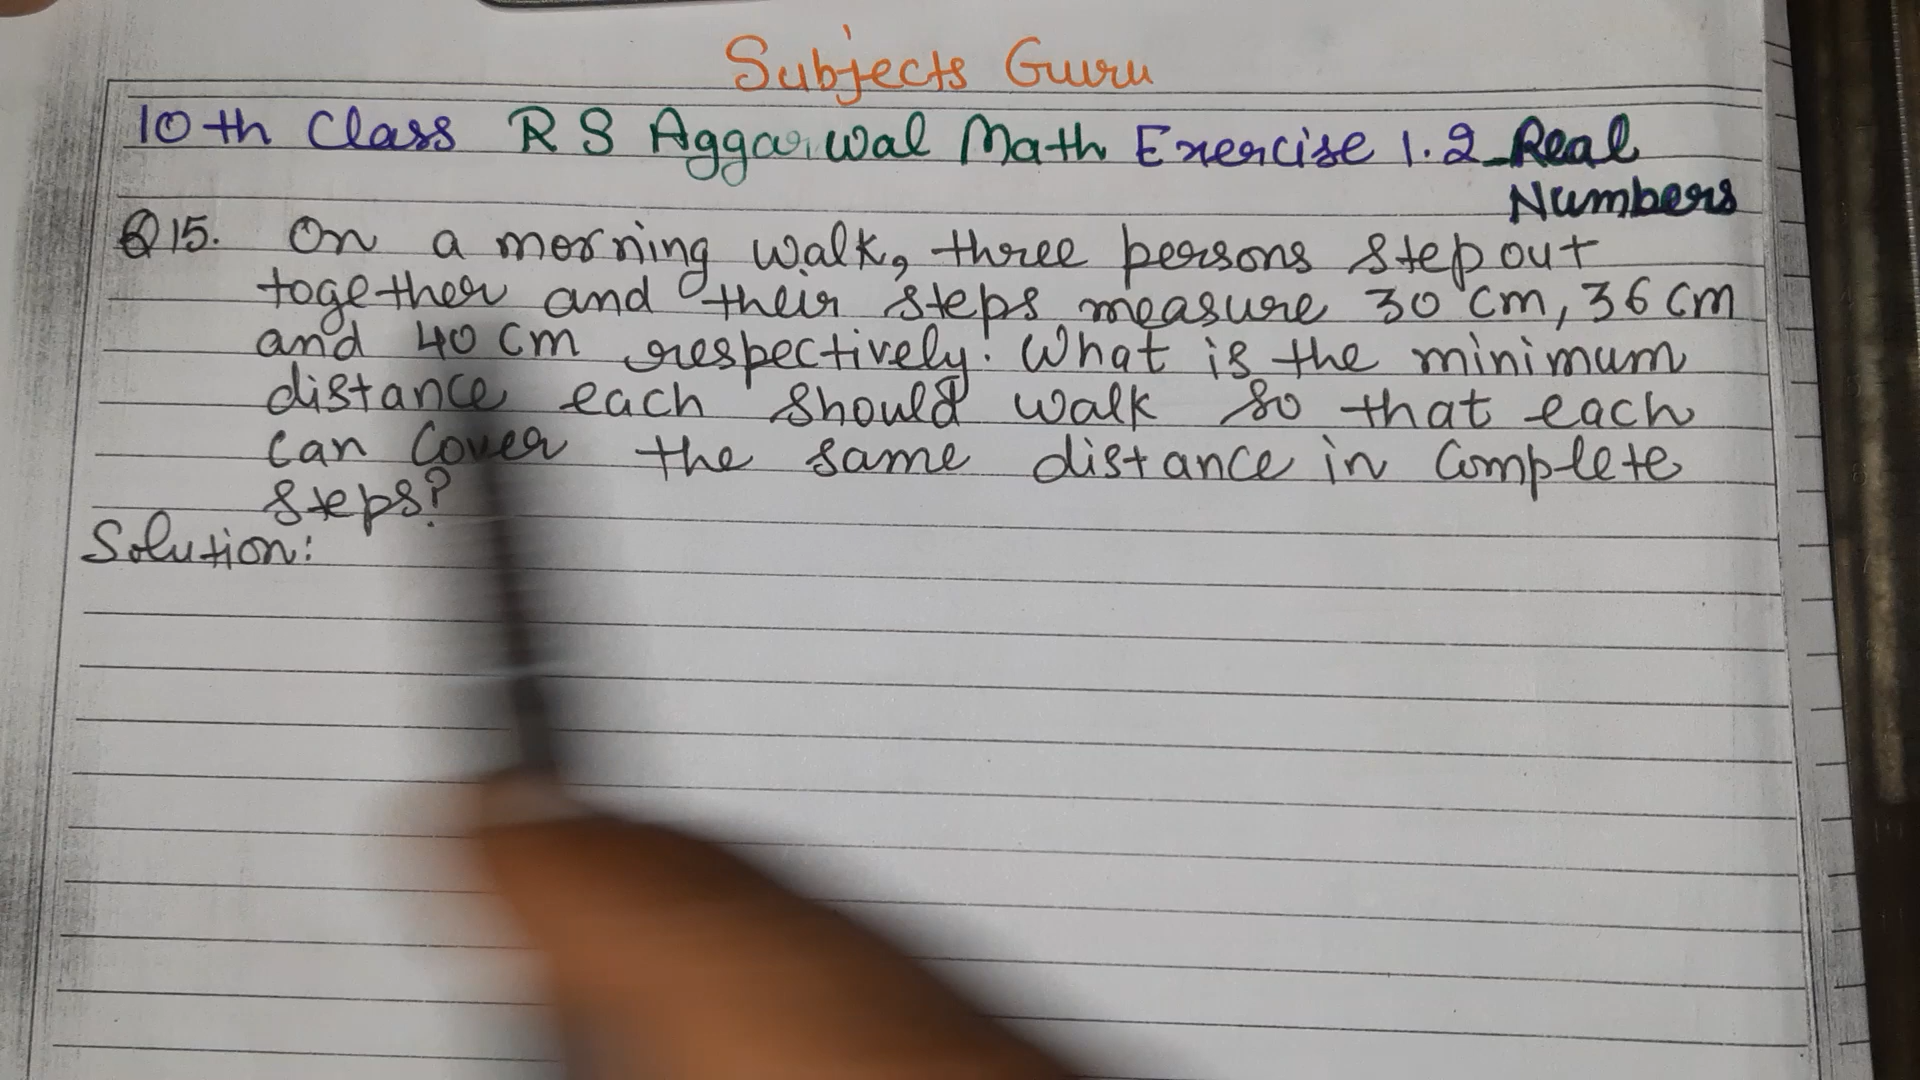 Subjects Guru
10th Class R S Aggarwal Math Exercise 1.2 Real
Numbers
Q15. On a morning walk, three persons step out
together and their steps measure 30 cm, 36 cm
and 40 cm respectively. What is the minimum
distance each should walk so that each
can cover the same distance in complete
steps?
Solution: